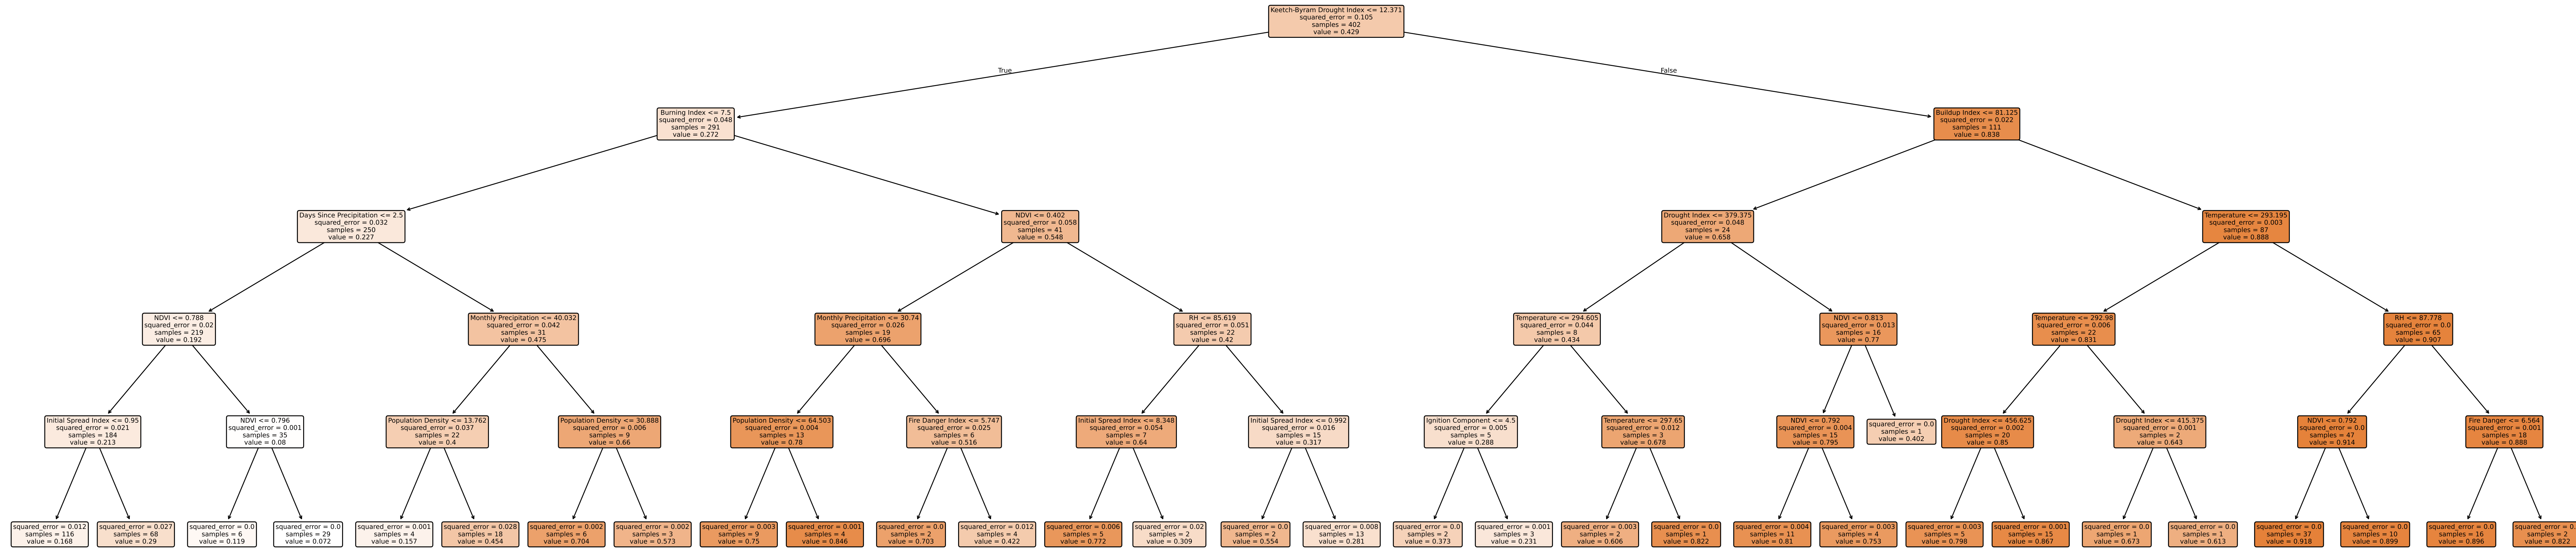 Keetch-Byram Drought Index <= 12.371
squared_error = 0.105
samples = 402
value = 0.429
True
False
Burning Index <= 7.5
squared_error = 0.048
samples = 291
value = 0.272
Buildup Index <= 81.125
squared_error = 0.022
samples = 111
value = 0.838
Days Since Precipitation <= 2.5
squared_error = 0.032
samples = 250
value = 0.227
NDVI <= 0.402
squared_error = 0.058
samples = 41
value = 0.548
Drought Index <= 379.375
squared_error = 0.048
samples = 24
value = 0.658
Temperature <= 293.195
squared_error = 0.003
samples = 87
value = 0.888
NDVI <= 0.788
squared_error = 0.02
samples = 219
value = 0.192
Monthly Precipitation <= 40.032
squared_error = 0.042
samples = 31
value = 0.475
Monthly Precipitation <= 30.74
squared_error = 0.026
samples = 19
value = 0.696
RH <= 85.619
squared_error = 0.051
samples = 22
value = 0.42
Temperature <= 294.605
squared_error = 0.044
samples = 8
value = 0.434
NDVI <= 0.813
squared_error = 0.013
samples = 16
value = 0.77
Temperature <= 292.98
squared_error = 0.006
samples = 22
value = 0.831
RH <= 87.778
squared_error = 0.0
samples = 65
value = 0.907
Initial Spread Index <= 0.95
squared_error = 0.021
samples = 184
value = 0.213
NDVI <= 0.796
squared_error = 0.001
samples = 35
value = 0.08
Population Density <= 13.762
squared_error = 0.037
samples = 22
value = 0.4
Population Density <= 30.888
squared_error = 0.006
samples = 9
value = 0.66
Population Density <= 64.503
squared_error = 0.004
samples = 13
value = 0.78
Fire Danger Index <= 5.747
squared_error = 0.025
samples = 6
value = 0.516
Initial Spread Index <= 8.348
squared_error = 0.054
samples = 7
value = 0.64
Initial Spread Index <= 0.992
squared_error = 0.016
samples = 15
value = 0.317
Ignition Component <= 4.5
squared_error = 0.005
samples = 5
value = 0.288
Temperature <= 297.65
squared_error = 0.012
samples = 3
value = 0.678
NDVI <= 0.792
squared_error = 0.004
samples = 15
value = 0.795
squared_error = 0.0
samples = 1
value = 0.402
Drought Index <= 456.625
squared_error = 0.002
samples = 20
value = 0.85
Drought Index <= 415.375
squared_error = 0.001
samples = 2
value = 0.643
NDVI <= 0.792
squared_error = 0.0
samples = 47
value = 0.914
Fire Danger <= 6.564
squared_error = 0.001
samples = 18
value = 0.888
squared_error = 0.012
samples = 116
value = 0.168
squared_error = 0.027
samples = 68
value = 0.29
squared_error = 0.0
samples = 6
value = 0.119
squared_error = 0.0
samples = 29
value = 0.072
squared_error = 0.001
samples = 4
value = 0.157
squared_error = 0.028
samples = 18
value = 0.454
squared_error = 0.002
samples = 6
value = 0.704
squared_error = 0.002
samples = 3
value = 0.573
squared_error = 0.003
samples = 9
value = 0.75
squared_error = 0.001
samples = 4
value = 0.846
squared_error = 0.0
samples = 2
value = 0.703
squared_error = 0.012
samples = 4
value = 0.422
squared_error = 0.006
samples = 5
value = 0.772
squared_error = 0.02
samples = 2
value = 0.309
squared_error = 0.0
samples = 2
value = 0.554
squared_error = 0.008
samples = 13
value = 0.281
squared_error = 0.0
samples = 2
value = 0.373
squared_error = 0.001
samples = 3
value = 0.231
squared_error = 0.003
samples = 2
value = 0.606
squared_error = 0.0
samples = 1
value = 0.822
squared_error = 0.004
samples = 11
value = 0.81
squared_error = 0.003
samples = 4
value = 0.753
squared_error = 0.003
samples = 5
value = 0.798
squared_error = 0.001
samples = 15
value = 0.867
squared_error = 0.0
samples = 1
value = 0.673
squared_error = 0.0
samples = 1
value = 0.613
squared_error = 0.0
samples = 37
value = 0.918
squared_error = 0.0
samples = 10
value = 0.899
squared_error = 0.0
samples = 16
value = 0.896
squared_error = 0.
samples = 2
value = 0.822